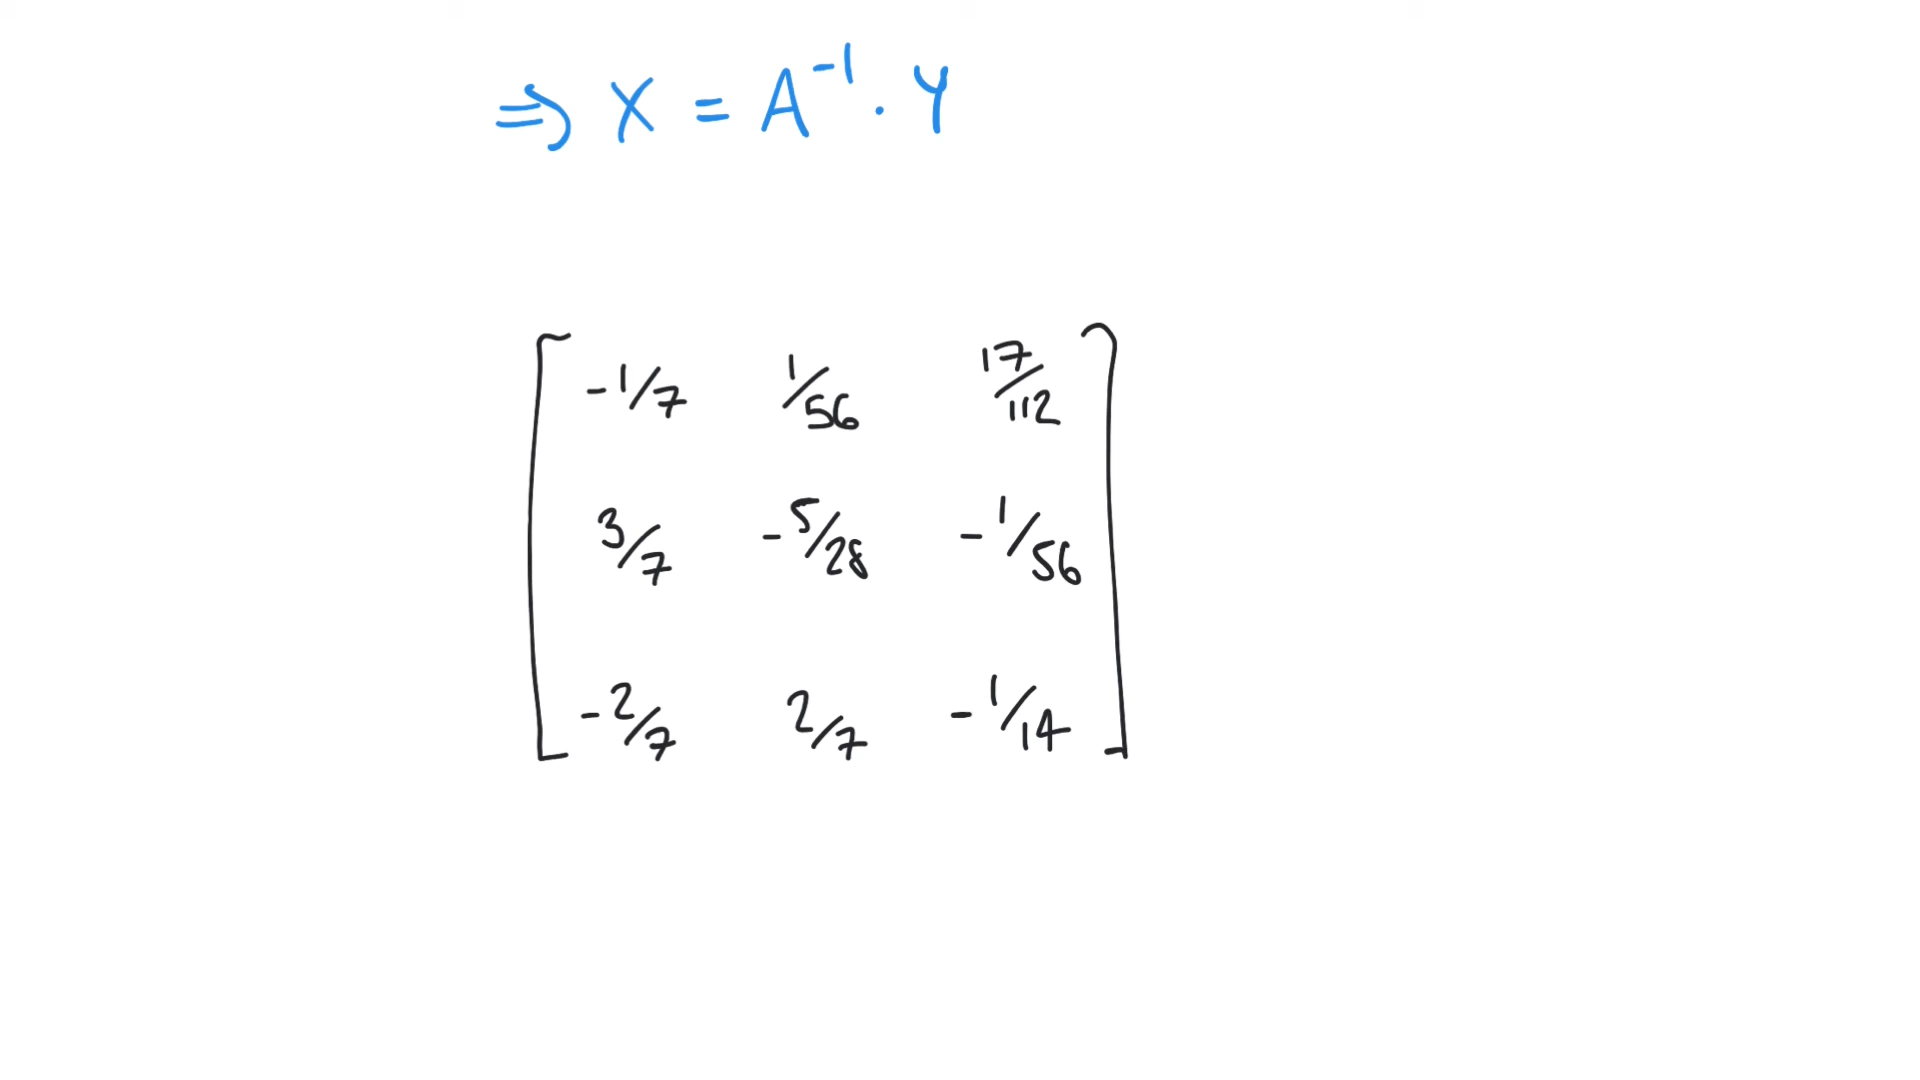 ⇒ X = A⁻¹ · Y
-1/7 1/56 17/112
3/7 -5/28 -1/56
-2/7 2/7 -1/14